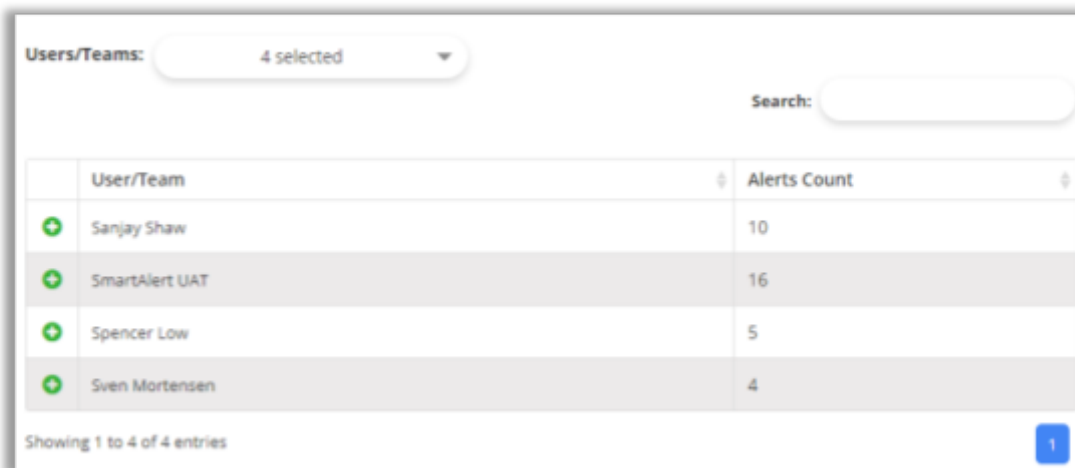 Users/Teams: 4 selected
Search:
User/Team Alerts Count
Sanjay Shaw 10
SmartAlert UAT 16
Spencer Low 5
Sven Mortensen 4
Showing 1 to 4 of 4 entries 1